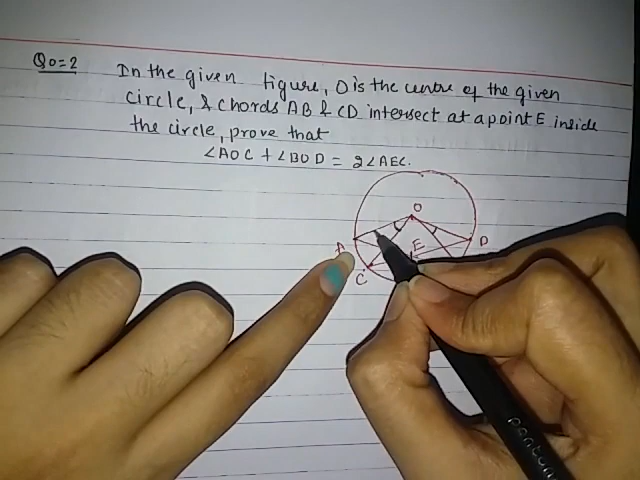 Qo=2
In the given figure, O is the centre of the given
circle, & chords AB & CD intersect at a point E inside
the circle, prove that
∠AOC + ∠BOD = 2∠AEC.
O
A
E
D
C